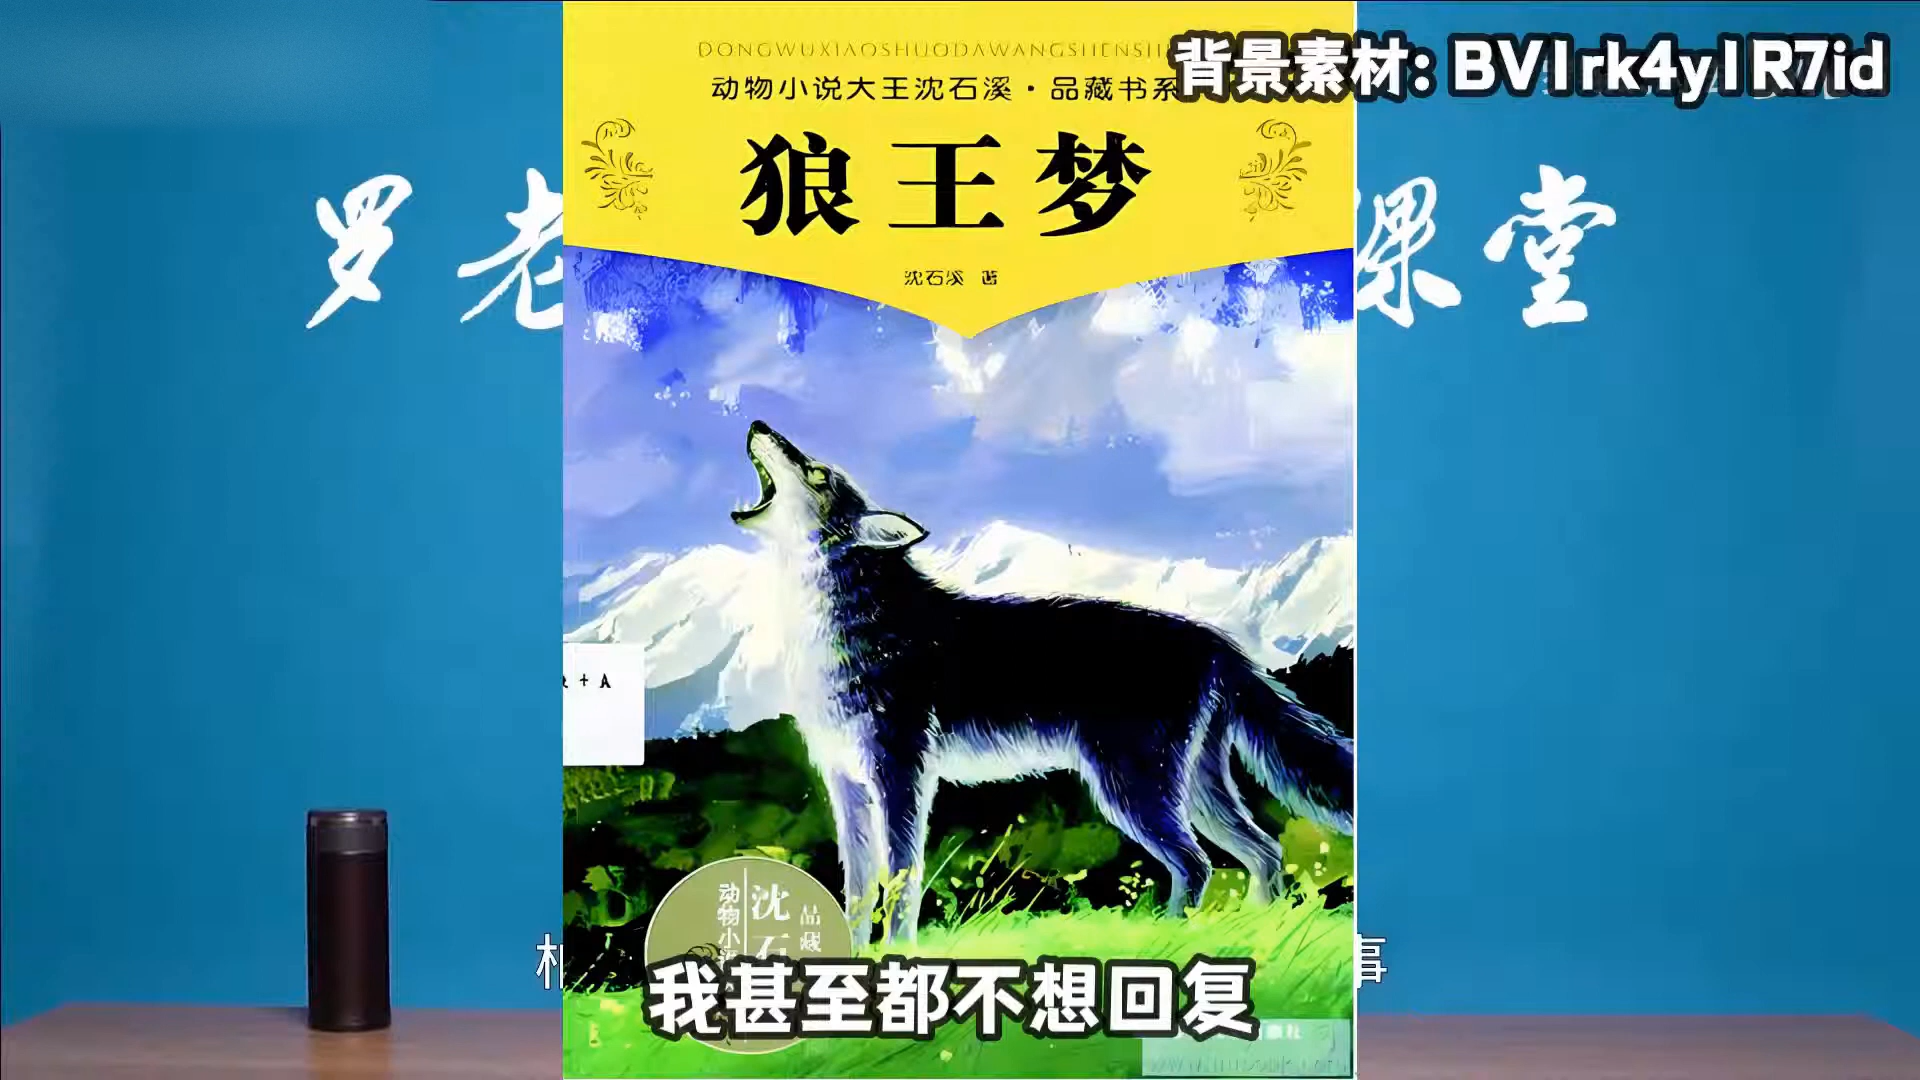 DONGWUXIAOSHUODAWANGSHENSHI
背景素材: BV1rk4y1R7id
动物小说大王沈石溪·品藏书系
狼王梦
罗老
课堂
沈石溪 著
+ A
动物小
沈石
品藏
事
我甚至都不想回复